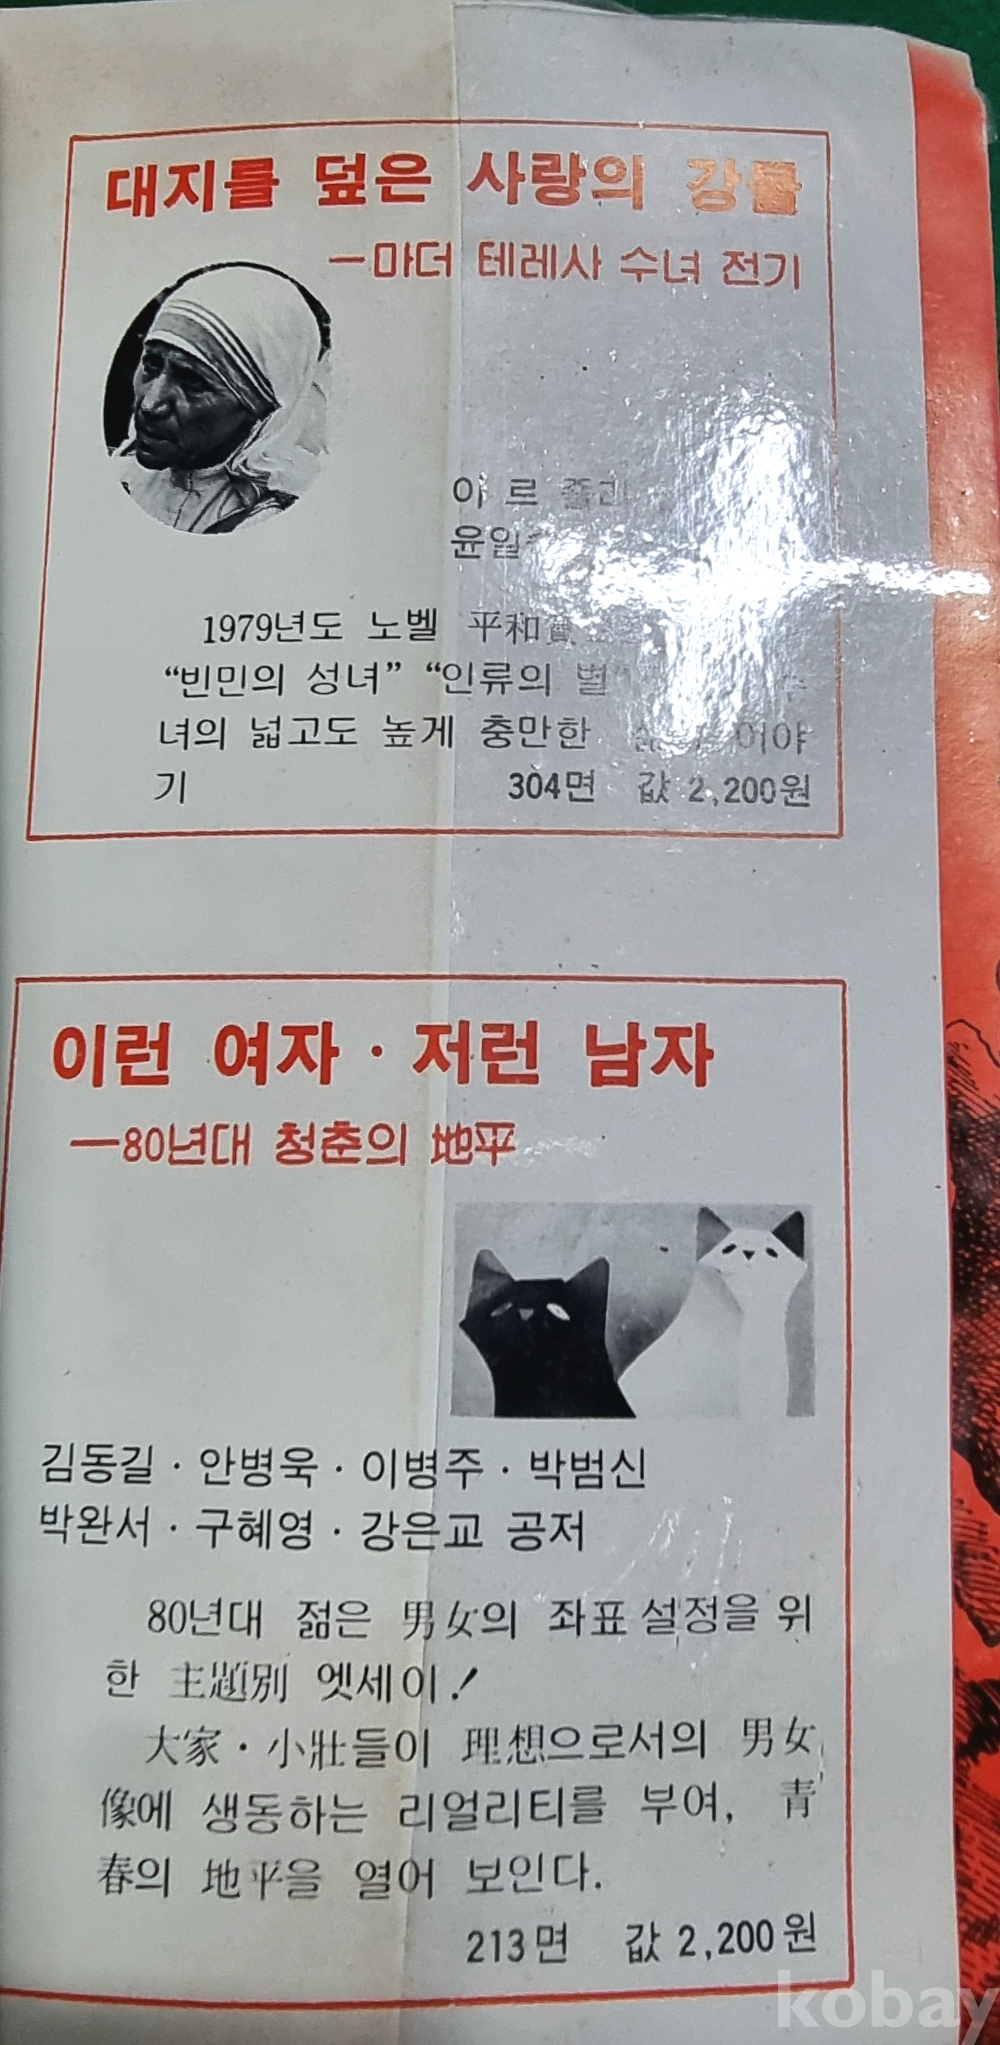 대지를 덮은 사랑의 강물
—마더 테레사 수녀 전기
아 르
1979년도 노벨 平和
“빈민의 성녀” “인류의 별
녀의 넓고도 높게 충만한
기 304면 값 2,200원
이런 여자 · 저런 남자
—80년대 청춘의 地平
김동길 · 안병욱 · 이병주 · 박범신
박완서 · 구혜영 · 강은교 공저
80년대 젊은 男女의 좌표 설정을 위
한 主題別 엣세이!
大家 · 小壯들이 理想으로서의 男女
像에 생동하는 리얼리티를 부여, 靑
春의 地平을 열어 보인다.
213면 값 2,200원
kobay